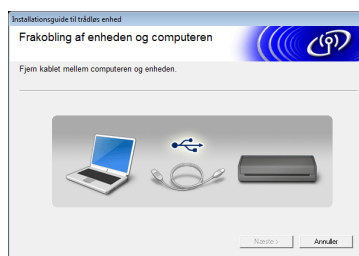 Installationsguide til trådløs enhed
Frakobling af enheden og computeren
Fjern kablet mellem computeren og enheden.
Næste >
Annuller